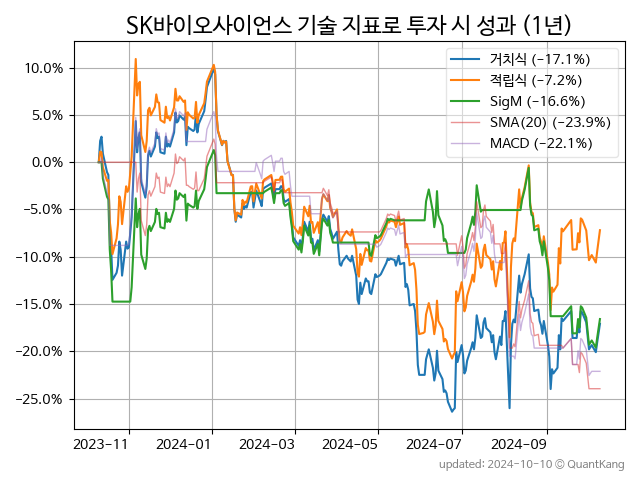 SK바이오사이언스 기술 지표로 투자 시 성과 (1년)
거치식 (−17.1%)
적립식 (−7.2%)
SigM (−16.6%)
SMA(20) (−23.9%)
MACD (−22.1%)
10.0%
5.0%
0.0%
−5.0%
−10.0%
−15.0%
−20.0%
−25.0%
2023-11 2024-01 2024-03 2024-05 2024-07 2024-09
updated: 2024-10-10 © QuantKang